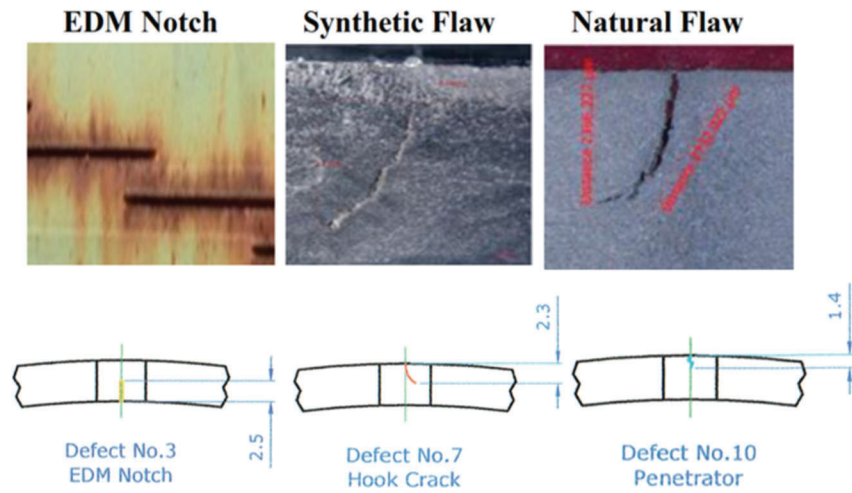 EDM Notch
Synthetic Flaw
Natural Flaw
2.5
2.3
1.4
Defect No.3
EDM Notch
Defect No.7
Hook Crack
Defect No.10
Penetrator